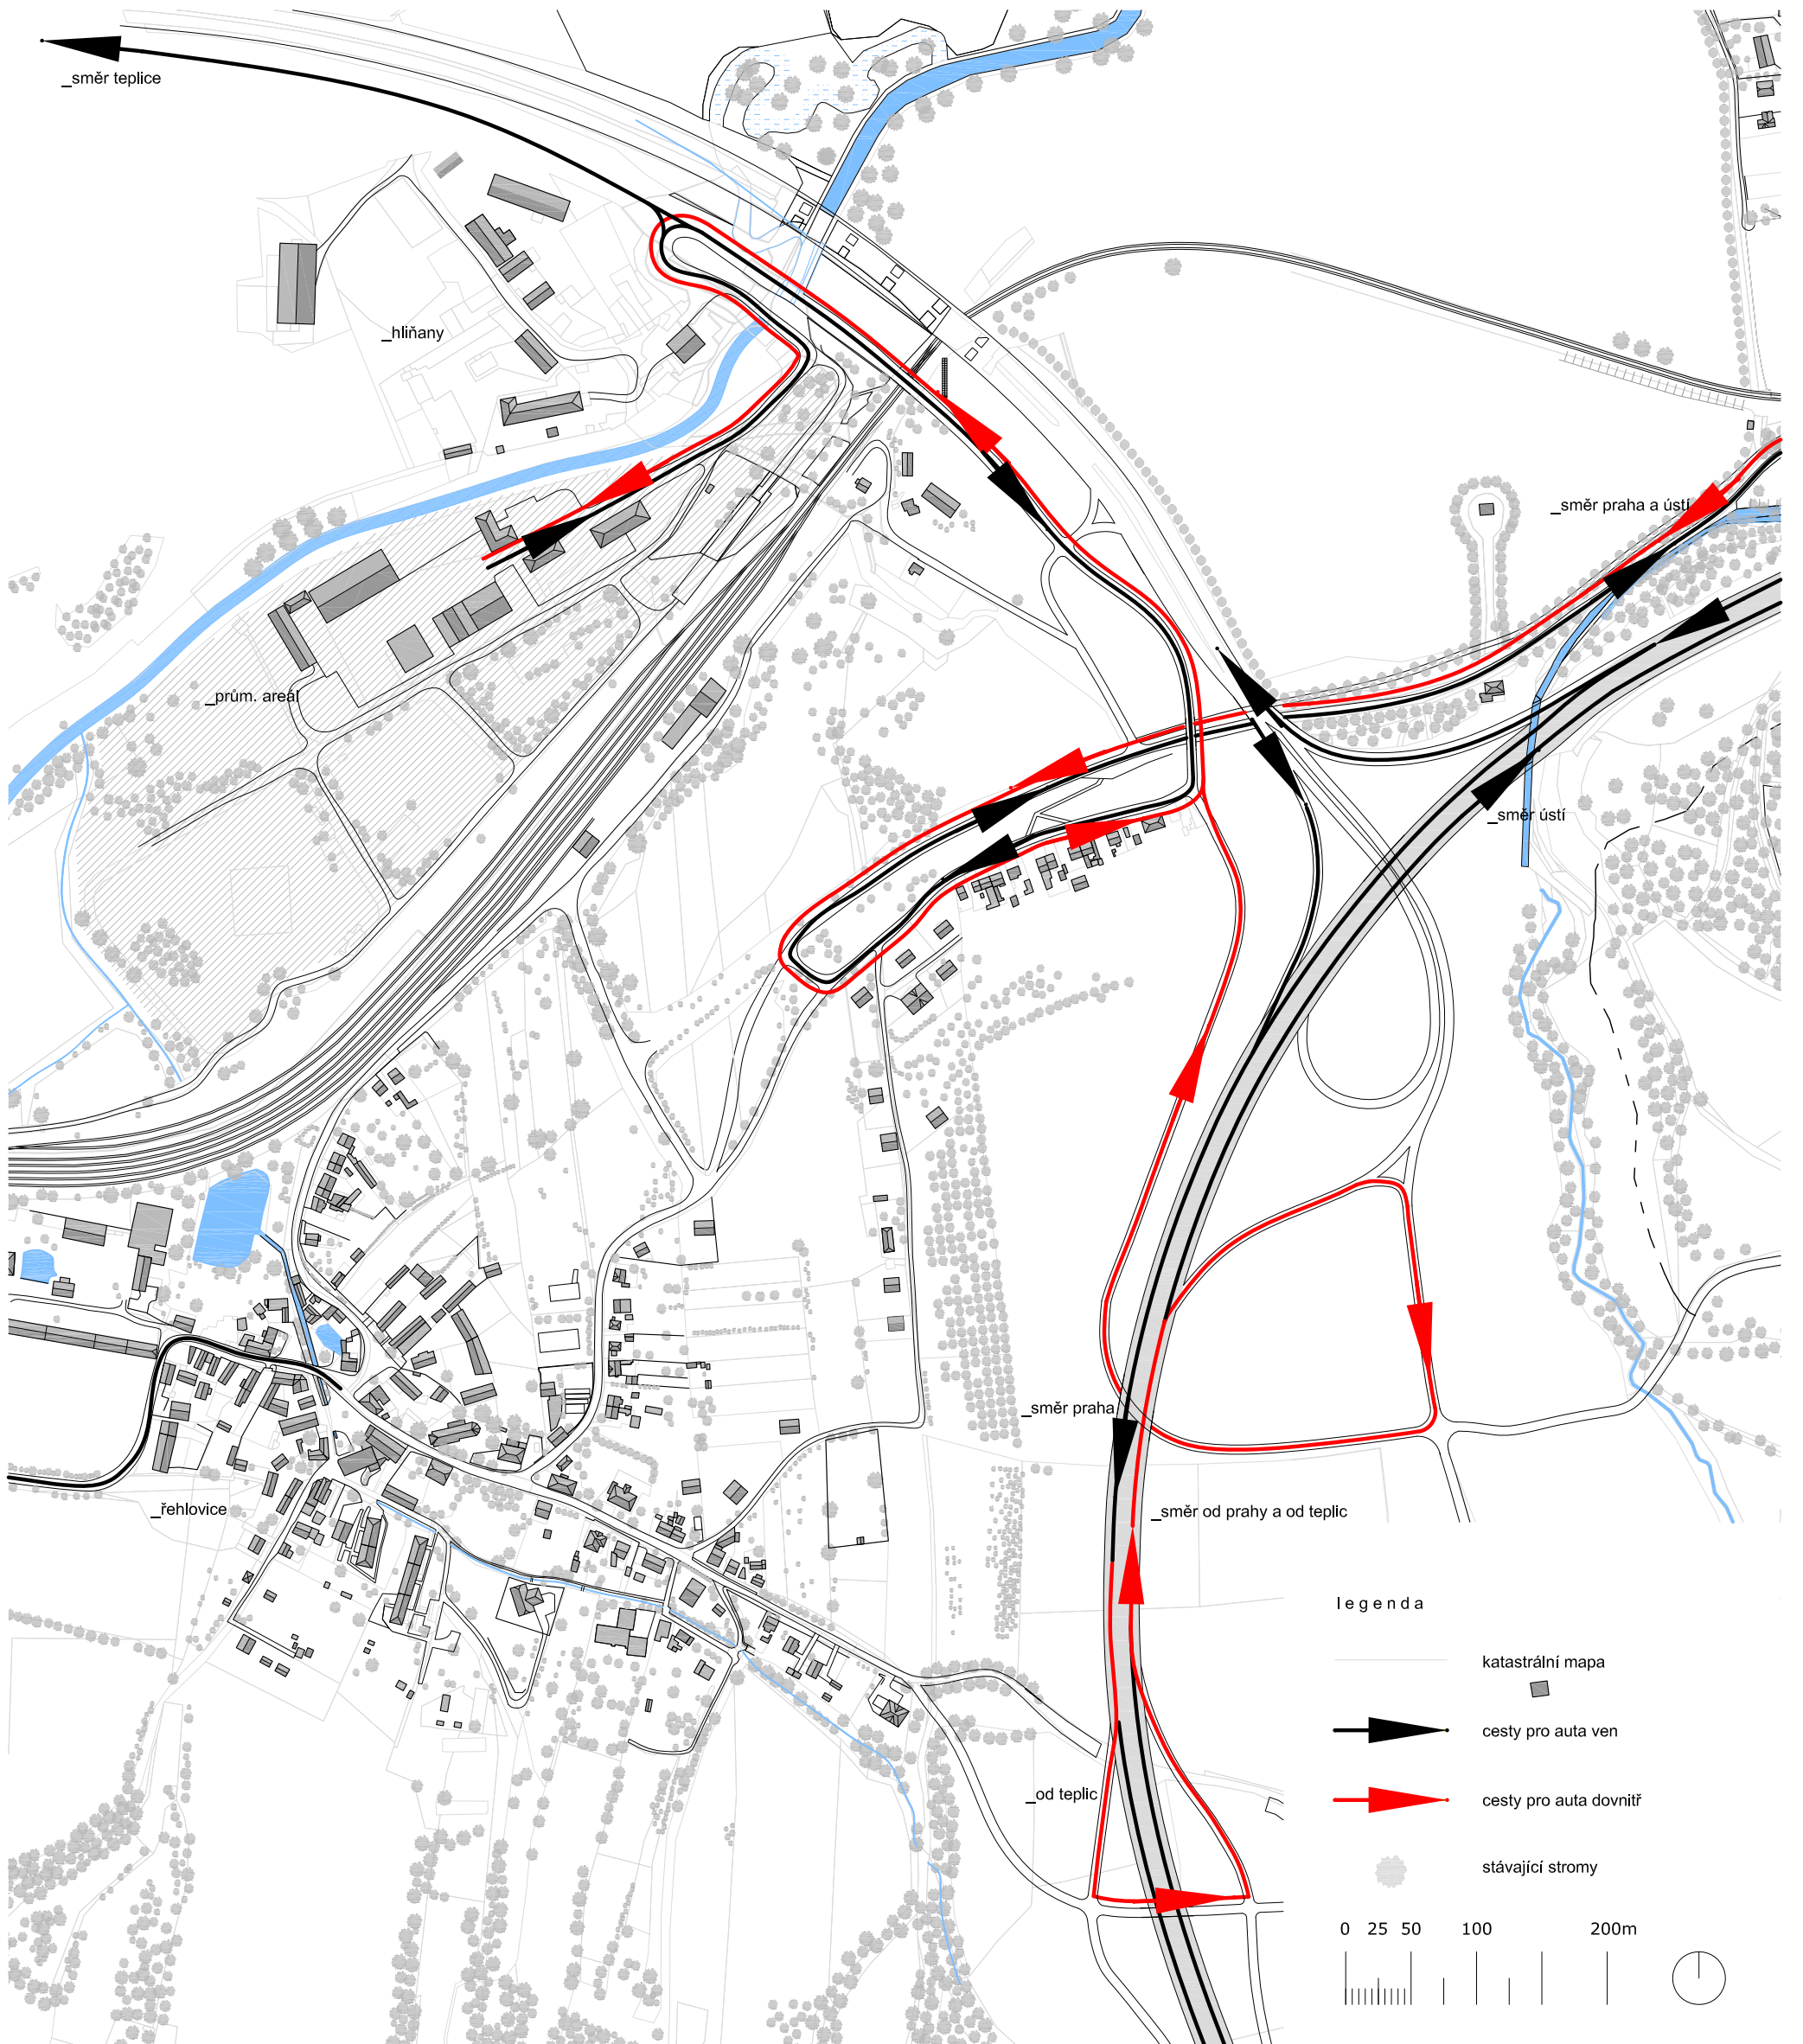 _směr teplice
_hliňany
_směr praha a ústí
_prům. areál
_směr ústí
_směr praha
_řehlovice
_směr od prahy a od teplic
_od teplic
legenda
katastrální mapa
cesty pro auta ven
cesty pro auta dovnitř
stávající stromy
0 25 50 100 200m